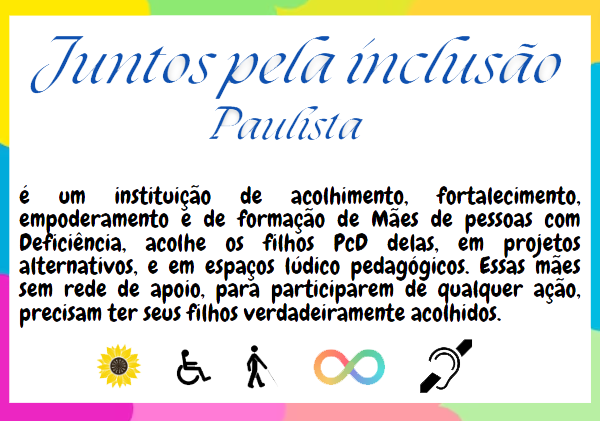 Juntos pela inclusão
Paulista
é um instituição de acolhimento, fortalecimento,
empoderamento e de formação de Mães de pessoas com
Deficiência, acolhe os filhos PcD delas, em projetos
alternativos, e em espaços lúdico pedagógicos. Essas mães
sem rede de apoio, para participarem de qualquer ação,
precisam ter seus filhos verdadeiramente acolhidos.